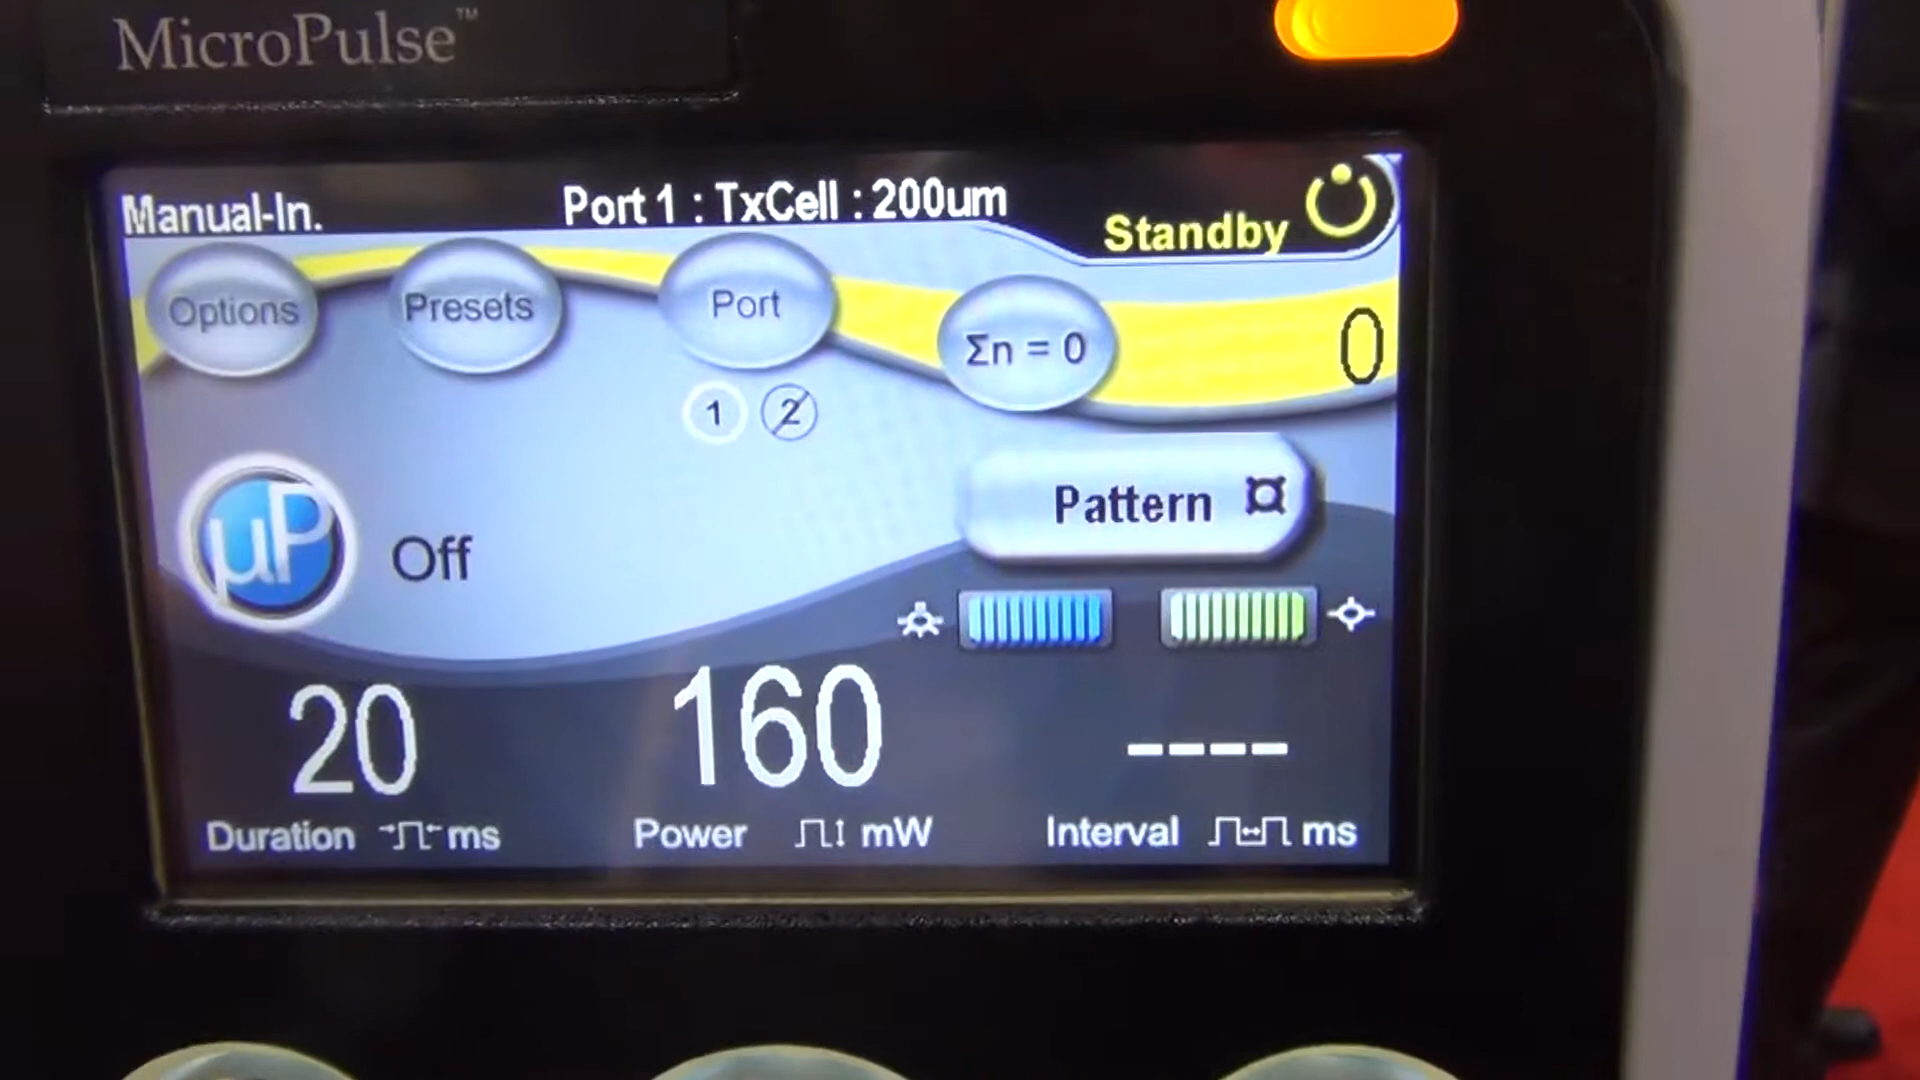 MicroPulse™
Manual-In.
Port 1 : TxCell : 200um
Standby
Options
Presets
Port
Σn = 0
0
1
2
Pattern
µP
Off
20
160
----
Duration ms
Power mW
Interval ms